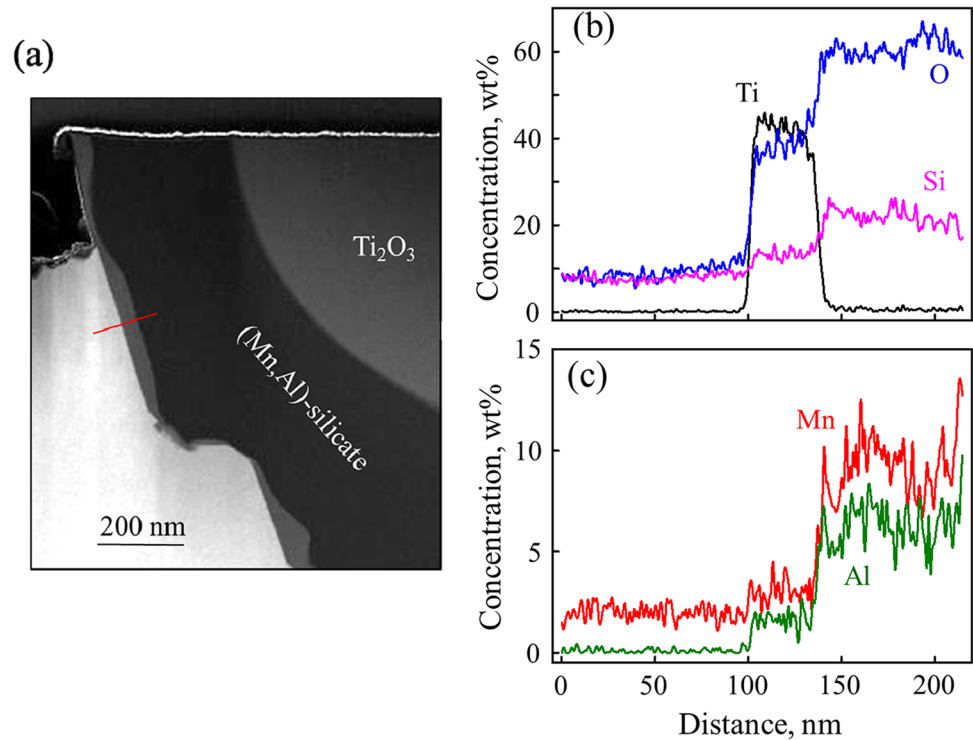 (a)
Ti₂O₃
(Mn,Al)-silicate
200 nm
(b)
Concentration, wt%
60
40
20
0
Ti
O
Si
(c)
Concentration, wt%
15
10
5
0
Mn
Al
0
50
100
150
200
Distance, nm